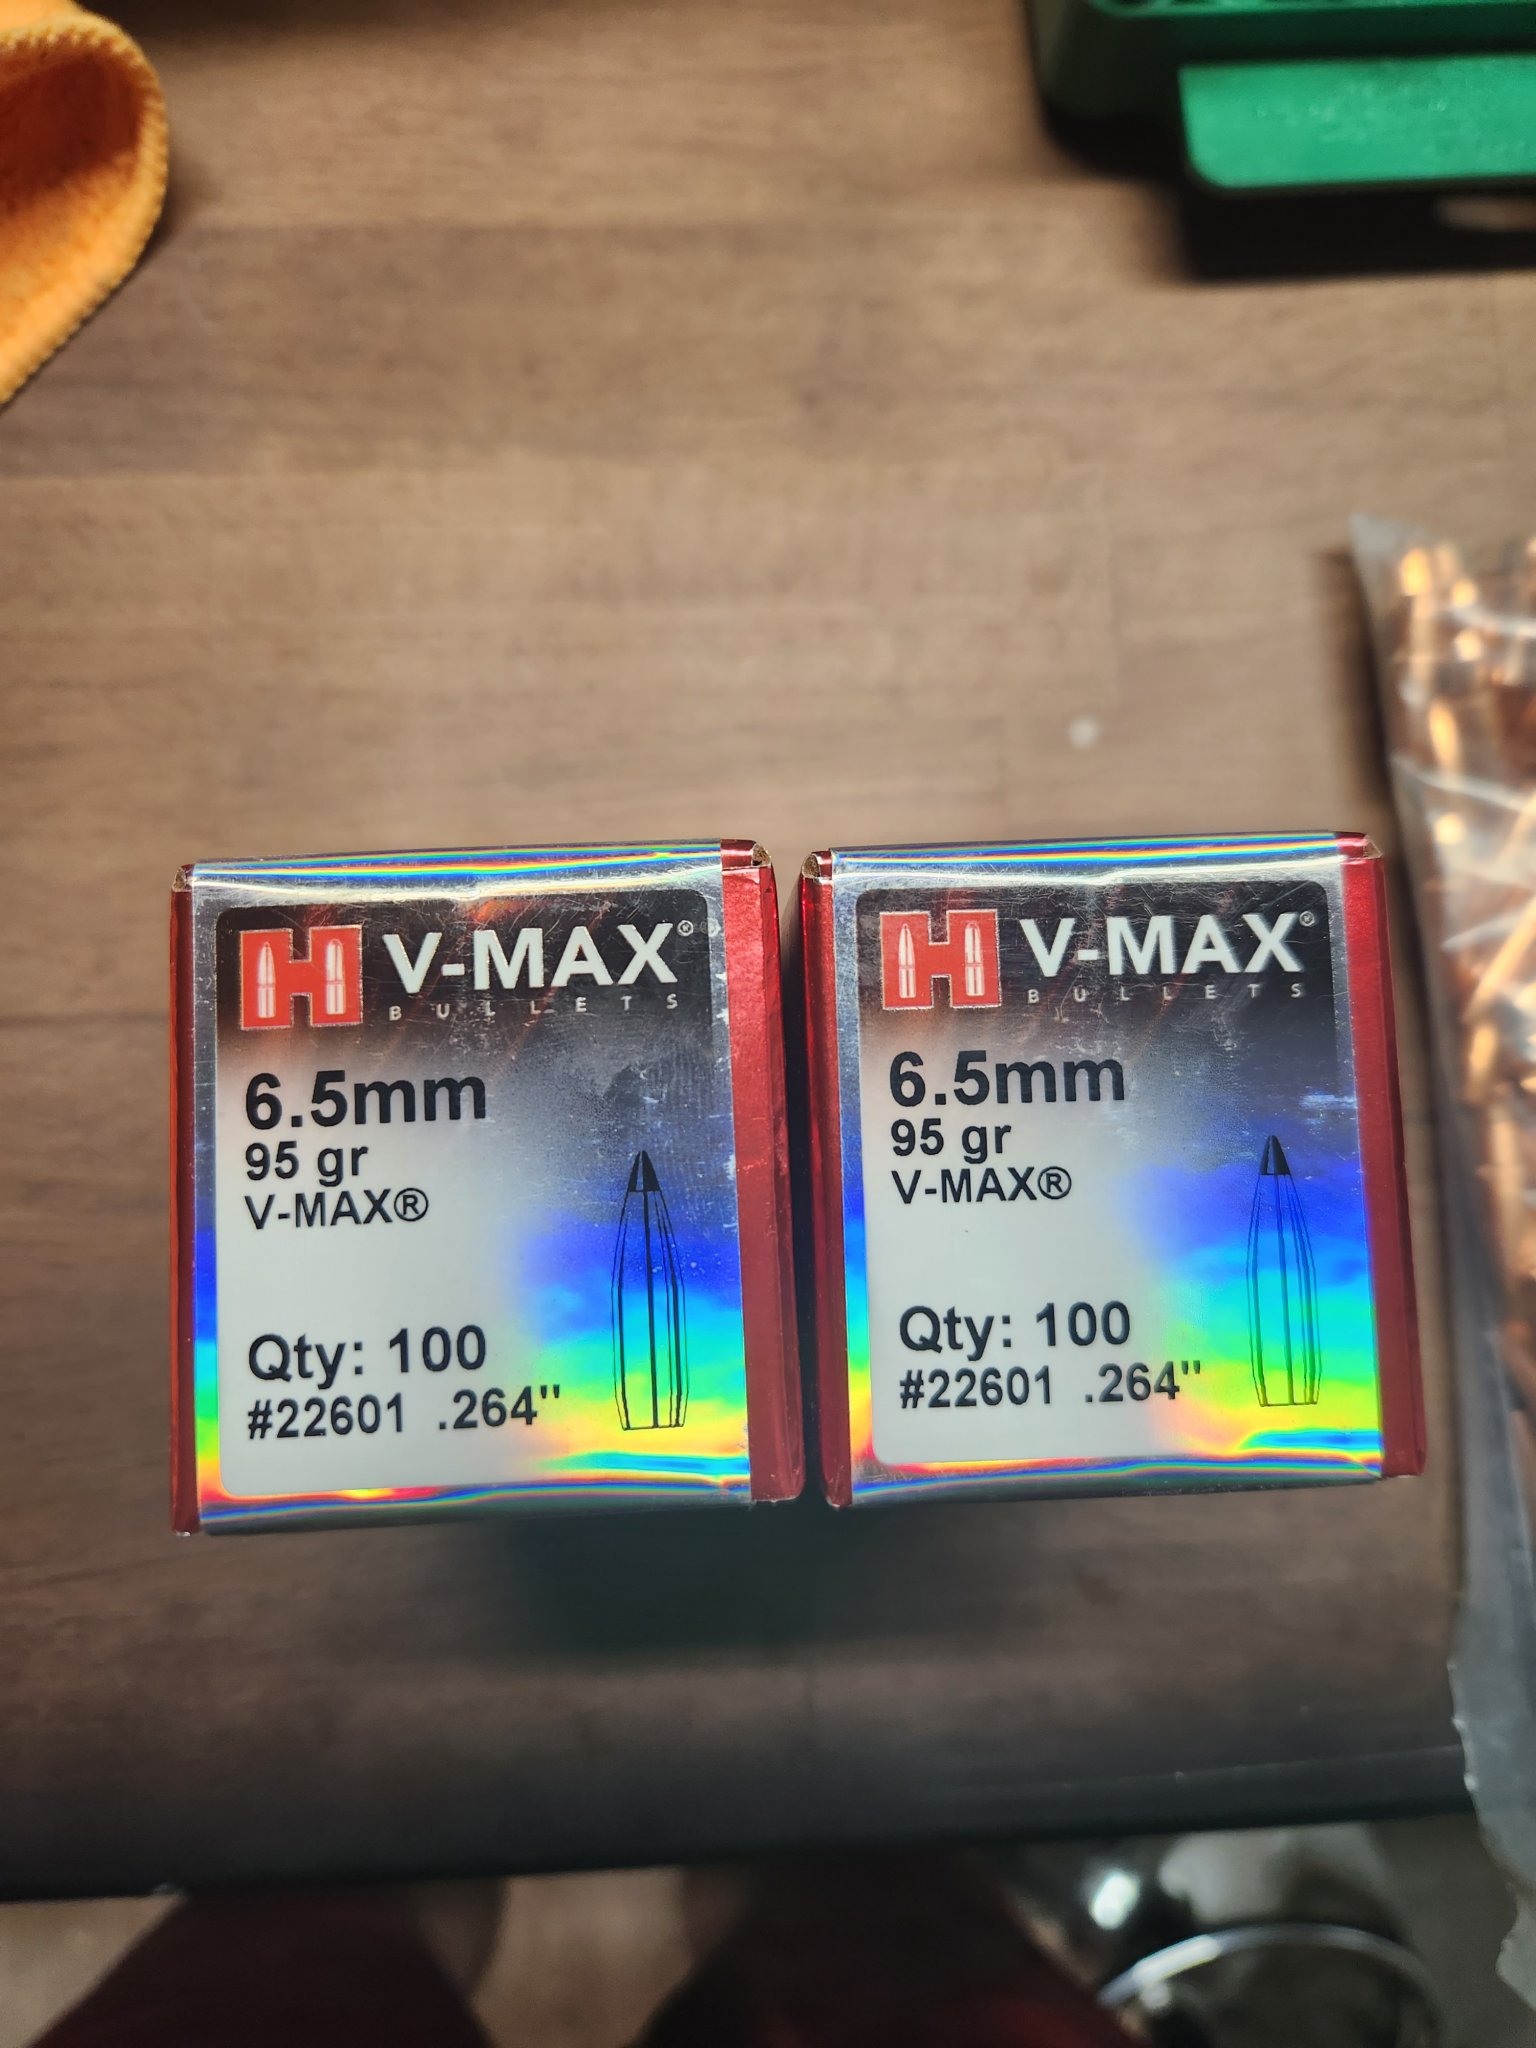 H V-MAX®
BULLETS
6.5mm
95 gr
V-MAX®
Qty: 100
#22601 .264"
H V-MAX®
BULLETS
6.5mm
95 gr
V-MAX®
Qty: 100
#22601 .264"